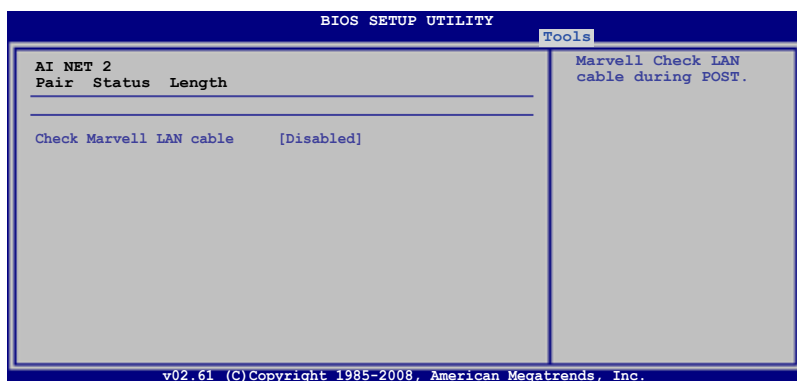 BIOS SETUP UTILITY
Tools
AI NET 2
Pair Status Length
Check Marvell LAN cable [Disabled]
Marvell Check LAN
cable during POST.
v02.61 (C)Copyright 1985-2008, American Megatrends, Inc.